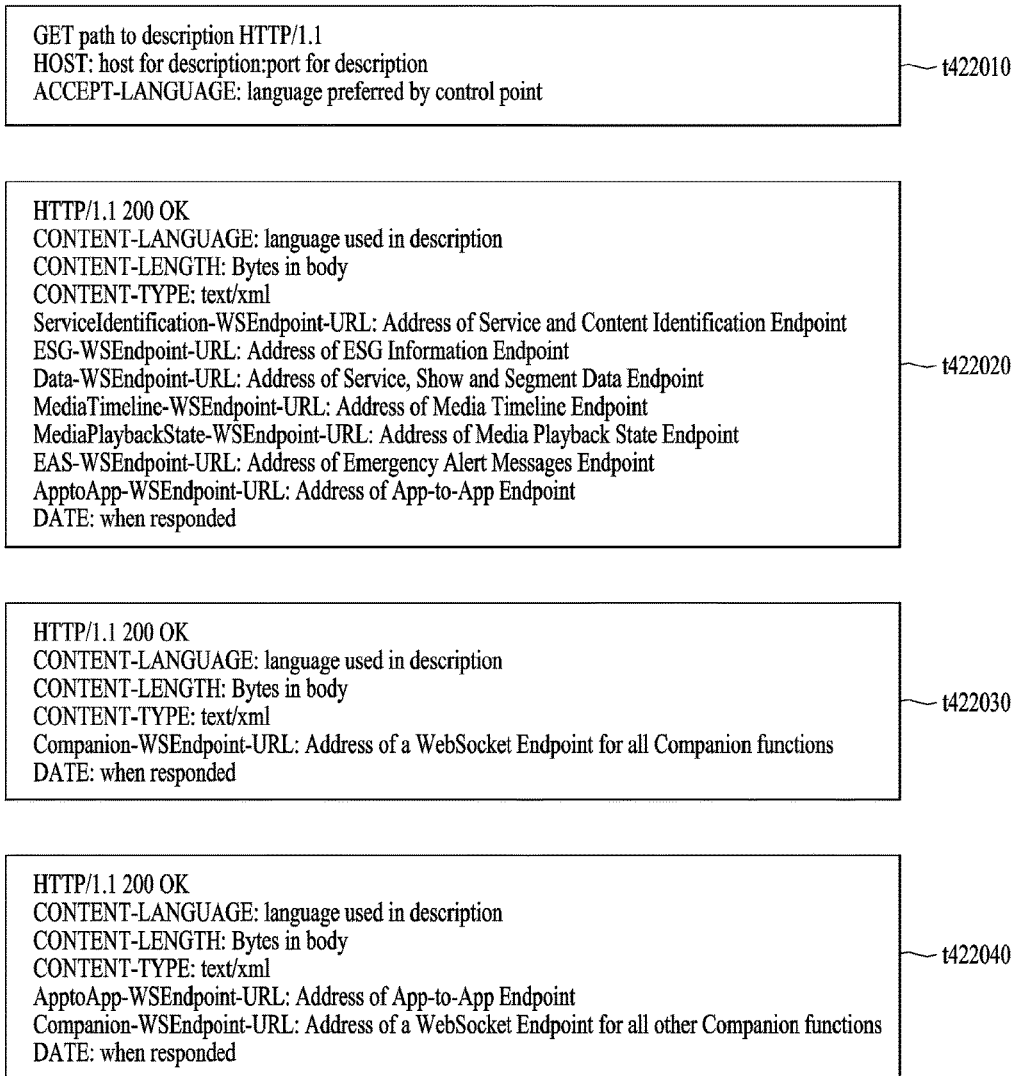 GET path to description HTTP/1.1
HOST: host for description:port for description
ACCEPT-LANGUAGE: language preferred by control point
t422010
HTTP/1.1 200 OK
CONTENT-LANGUAGE: language used in description
CONTENT-LENGTH: Bytes in body
CONTENT-TYPE: text/xml
ServiceIdentification-WSEndpoint-URL: Address of Service and Content Identification Endpoint
ESG-WSEndpoint-URL: Address of ESG Information Endpoint
Data-WSEndpoint-URL: Address of Service, Show and Segment Data Endpoint
MediaTimeline-WSEndpoint-URL: Address of Media Timeline Endpoint
MediaPlaybackState-WSEndpoint-URL: Address of Media Playback State Endpoint
EAS-WSEndpoint-URL: Address of Emergency Alert Messages Endpoint
ApptoApp-WSEndpoint-URL: Address of App-to-App Endpoint
DATE: when responded
t422020
HTTP/1.1 200 OK
CONTENT-LANGUAGE: language used in description
CONTENT-LENGTH: Bytes in body
CONTENT-TYPE: text/xml
Companion-WSEndpoint-URL: Address of a WebSocket Endpoint for all Companion functions
DATE: when responded
t422030
HTTP/1.1 200 OK
CONTENT-LANGUAGE: language used in description
CONTENT-LENGTH: Bytes in body
CONTENT-TYPE: text/xml
ApptoApp-WSEndpoint-URL: Address of App-to-App Endpoint
Companion-WSEndpoint-URL: Address of a WebSocket Endpoint for all other Companion functions
DATE: when responded
t422040